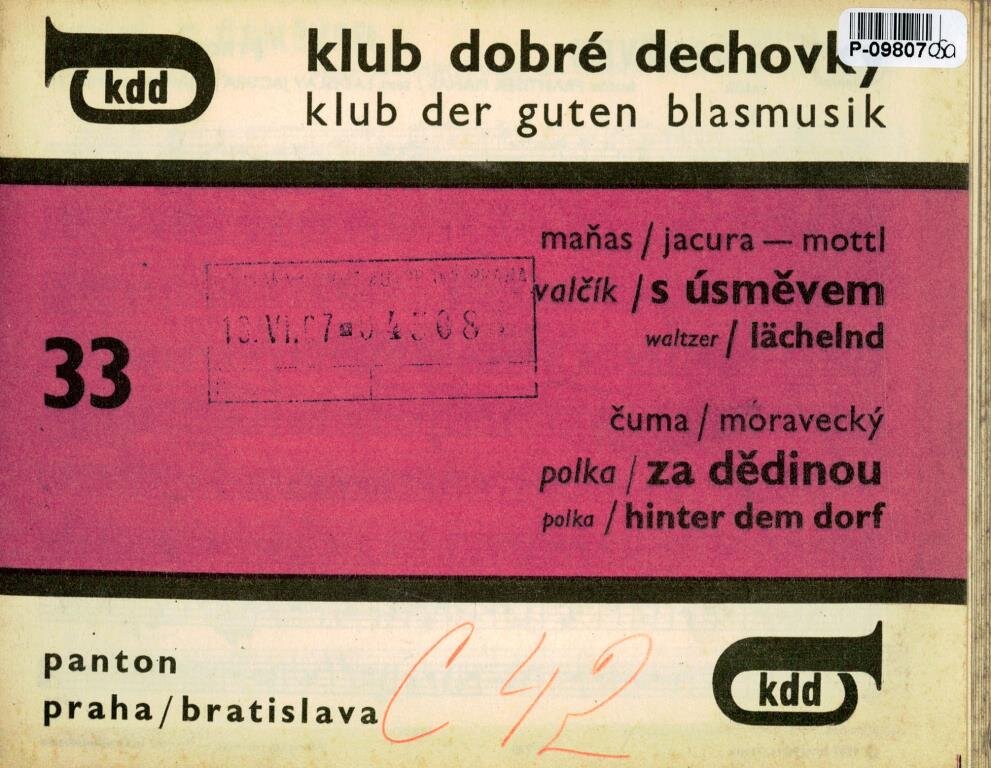 kdd
klub dobré dechovky
P-09807
klub der guten blasmusik
maňas / jacura — mottl
valčík / s úsměvem
waltzer / lächelnd
33
čuma / moravecký
polka / za dědinou
polka / hinter dem dorf
panton
praha/bratislava
C 42
kdd